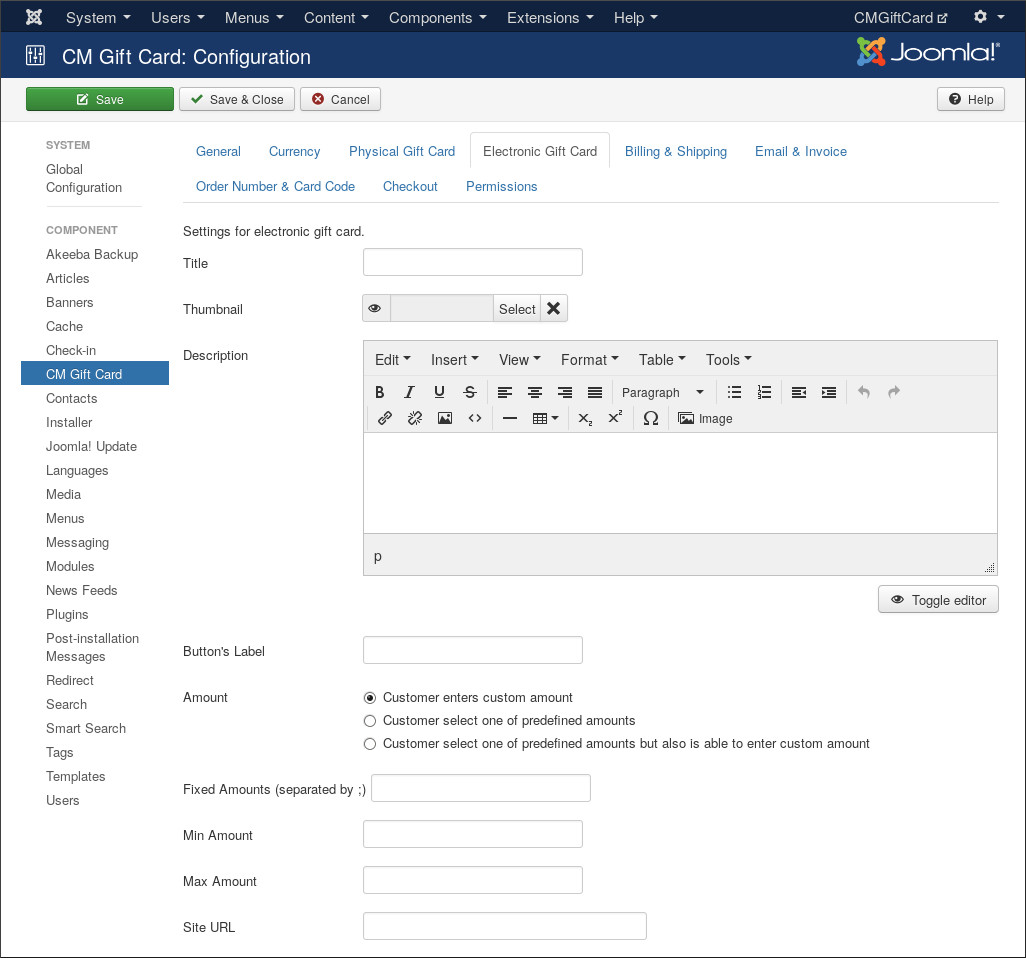 System Users Menus Content Components Extensions Help CMGiftCard
CM Gift Card: Configuration Joomla!®
Save Save & Close Cancel Help
SYSTEM
Global
Configuration
COMPONENT
Akeeba Backup
Articles
Banners
Cache
Check-in
CM Gift Card
Contacts
Installer
Joomla! Update
Languages
Media
Menus
Messaging
Modules
News Feeds
Plugins
Post-installation
Messages
Redirect
Search
Smart Search
Tags
Templates
Users
General Currency Physical Gift Card Electronic Gift Card Billing & Shipping Email & Invoice
Order Number & Card Code Checkout Permissions
Settings for electronic gift card.
Title
Thumbnail Select
Description
Edit Insert View Format Table Tools
B I U S Paragraph
X₂ X² Ω Image
p
Toggle editor
Button's Label
Amount Customer enters custom amount
Customer select one of predefined amounts
Customer select one of predefined amounts but also is able to enter custom amount
Fixed Amounts (separated by ;)
Min Amount
Max Amount
Site URL